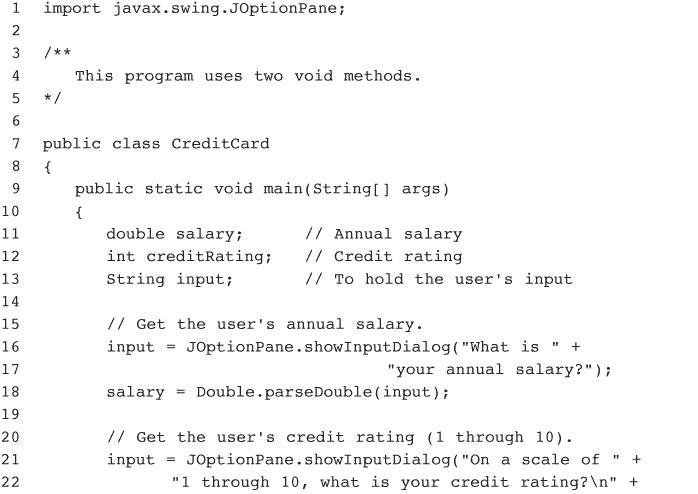 1 import javax.swing.JOptionPane;
2
3 /**
4 This program uses two void methods.
5 */
6
7 public class CreditCard
8 {
9 public static void main(String[] args)
10 {
11 double salary; // Annual salary
12 int creditRating; // Credit rating
13 String input; // To hold the user's input
14
15 // Get the user's annual salary.
16 input = JOptionPane.showInputDialog("What is " +
17 "your annual salary?");
18 salary = Double.parseDouble(input);
19
20 // Get the user's credit rating (1 through 10).
21 input = JOptionPane.showInputDialog("On a scale of " +
22 "1 through 10, what is your credit rating?\n" +